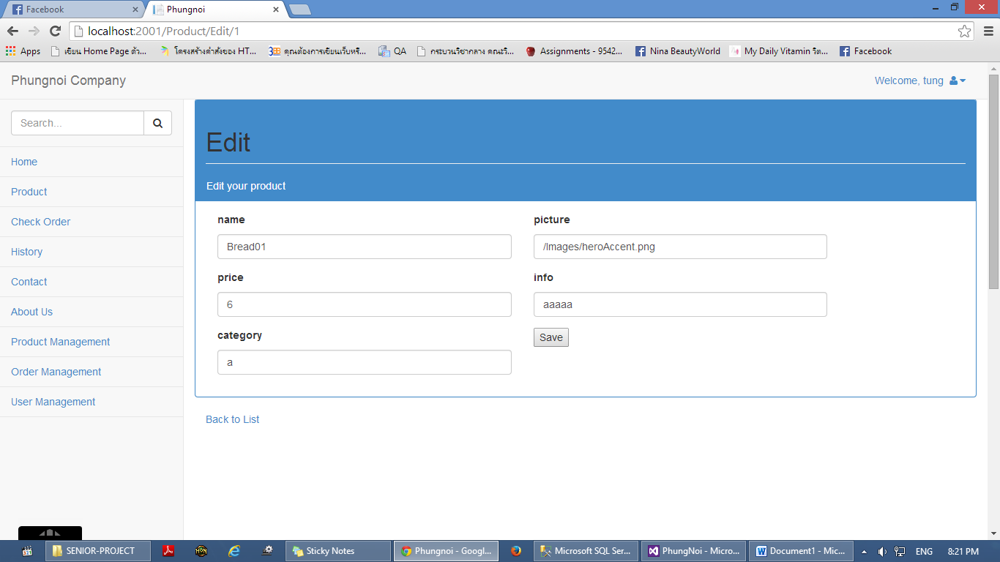 Facebook
Phungnoi
localhost:2001/Product/Edit/1
Apps
เขียน Home Page ด้ว...
โครงสร้างคำสั่งของ HT...
คุณต้องการเขียนเว็บหรื...
QA
กระบวนวิชากลาง คณะวิ...
Assignments - 9542...
Nina BeautyWorld
My Daily Vitamin วิต...
Facebook
Phungnoi Company
Welcome, tung
Search...
Home
Product
Check Order
History
Contact
About Us
Product Management
Order Management
User Management
Edit
Edit your product
name
Bread01
price
6
category
a
picture
/Images/heroAccent.png
info
aaaaa
Save
Back to List
SENIOR-PROJECT
HON
Sticky Notes
Phungnoi - Googl...
Microsoft SQL Ser...
PhungNoi - Micro...
Document1 - Mic...
ENG
8:21 PM